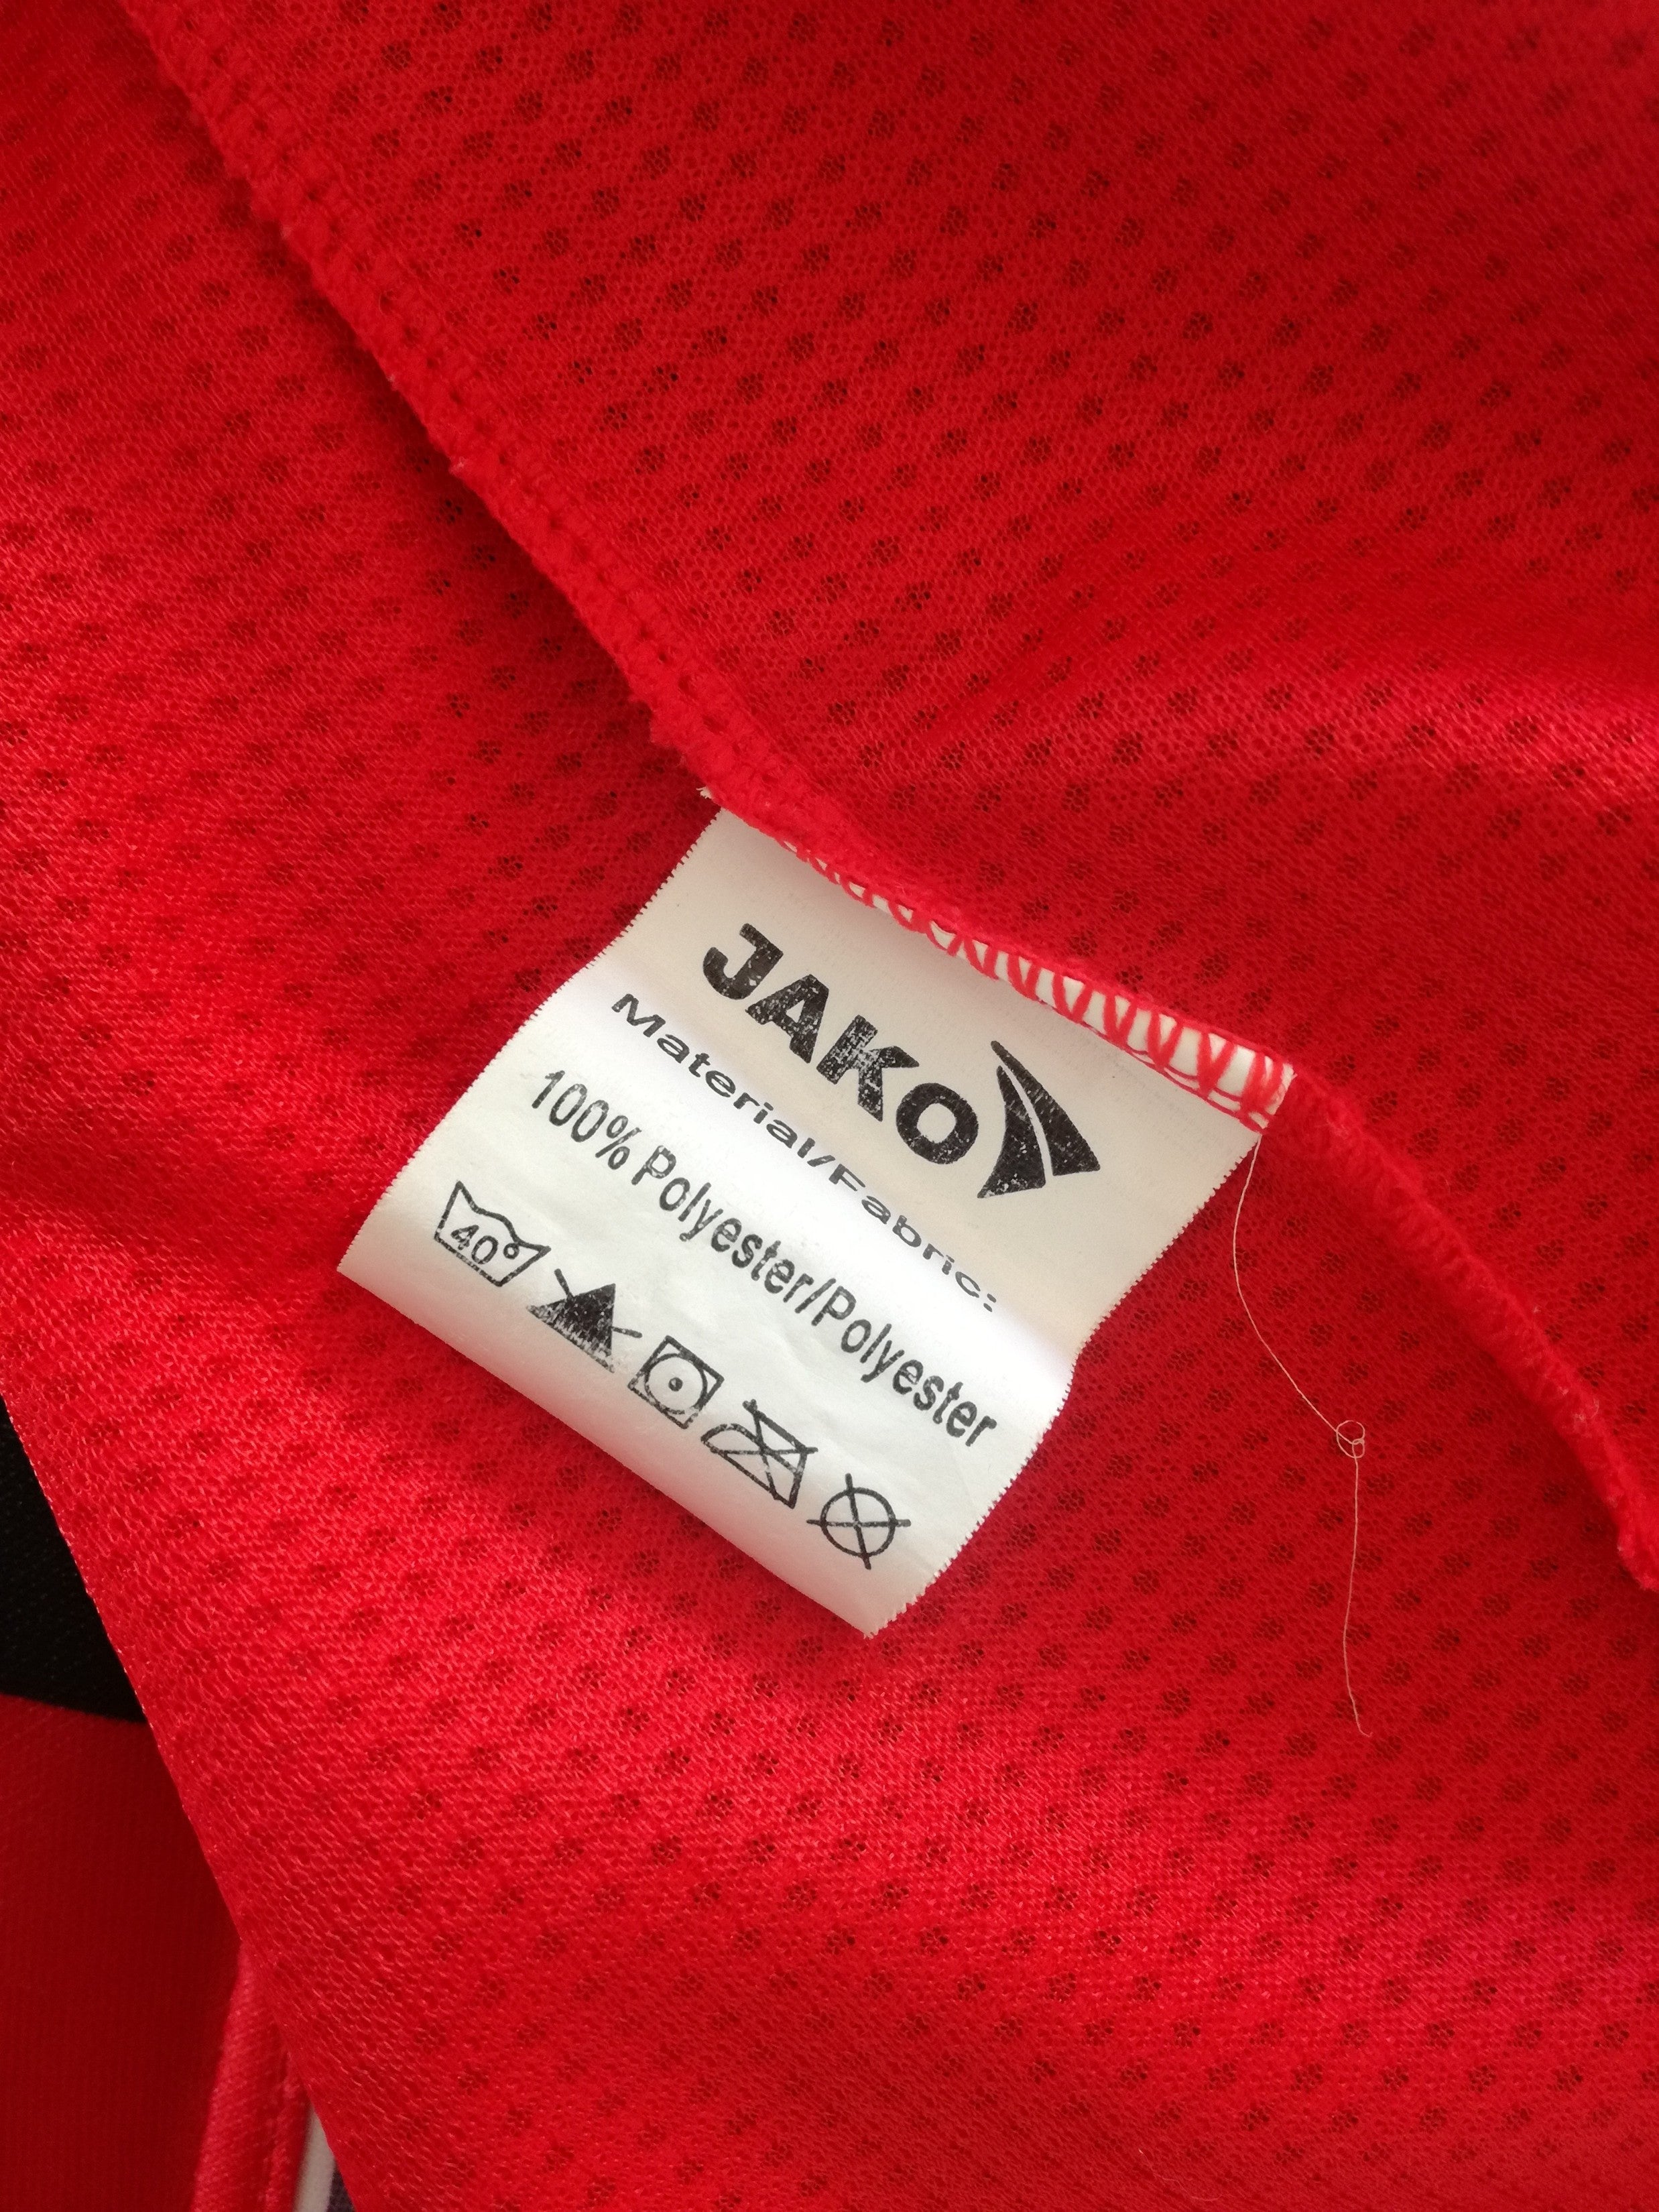 JAKO
Material/Fabric:
100% Polyester/Polyester
40°